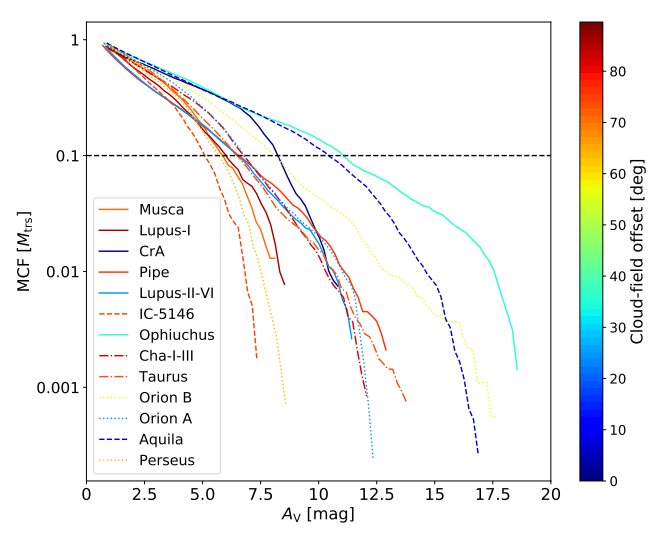 1
0.1
0.01
0.001
MCF [M_trs]
0
2.5
5.0
7.5
10
12.5
15
17.5
20
A_V [mag]
Musca
Lupus-I
CrA
Pipe
Lupus-II-VI
IC-5146
Ophiuchus
Cha-I-III
Taurus
Orion B
Orion A
Aquila
Perseus
80
70
60
50
40
30
20
10
0
Cloud-field offset [deg]